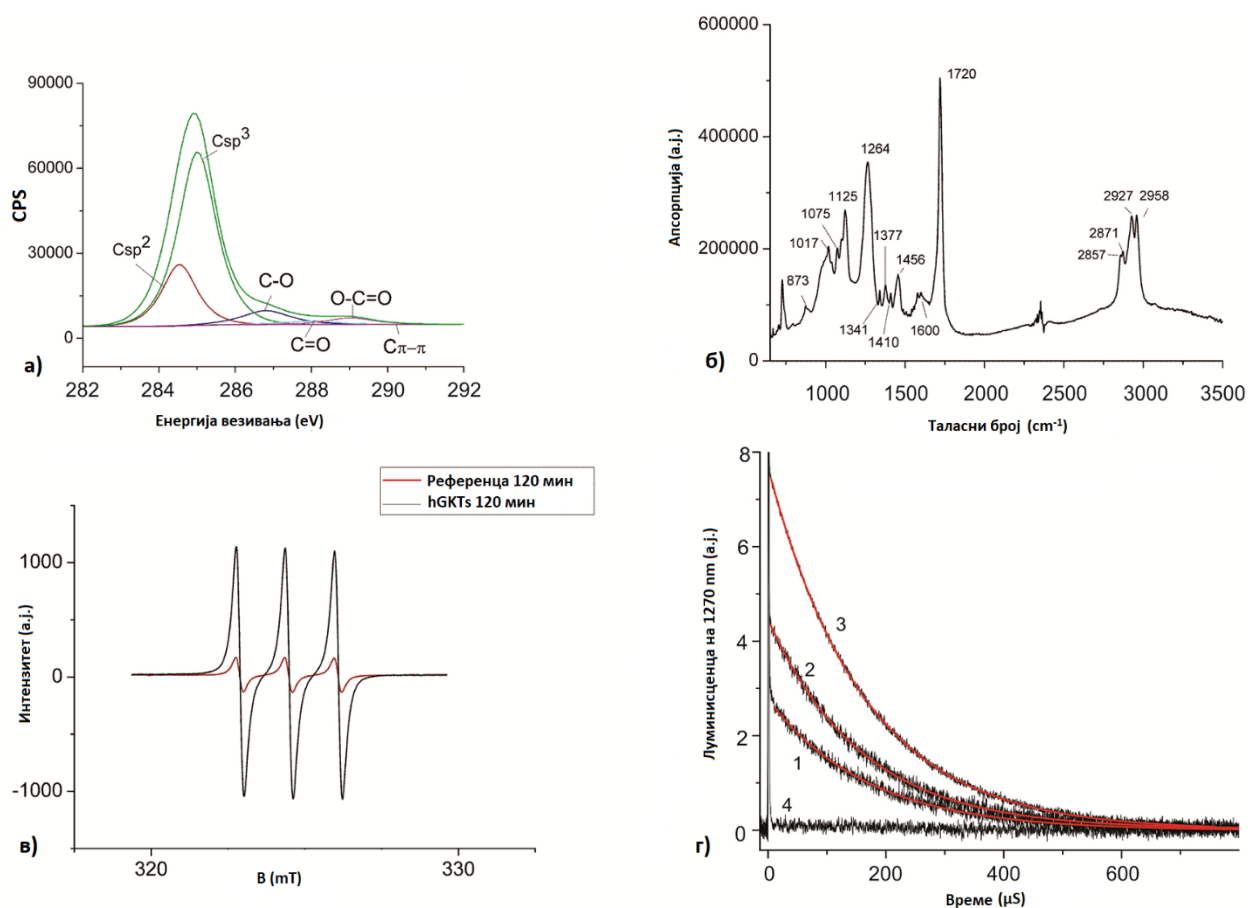 90000
60000
30000
0
CPS
Csp3
Csp2
C-O
O-C=O
C=O
Cπ-π
а)
282 284 286 288 290 292
Енергија везивања (eV)
600000
400000
200000
0
Апсорпција (a.j.)
1720
1264
1125
1075
1017
873
1377
1456
1341
1410
1600
2927 2958
2871
2857
б)
1000 1500 2000 2500 3000 3500
Таласни број (cm-1)
Референца 120 мин
hGKTs 120 мин
1000
0
-1000
Интензитет (a.j.)
в)
320 330
B (mT)
8
6
4
2
0
Луминисценца на 1270 nm (a.j.)
3
2
1
4
г)
0 200 400 600
Време (µS)